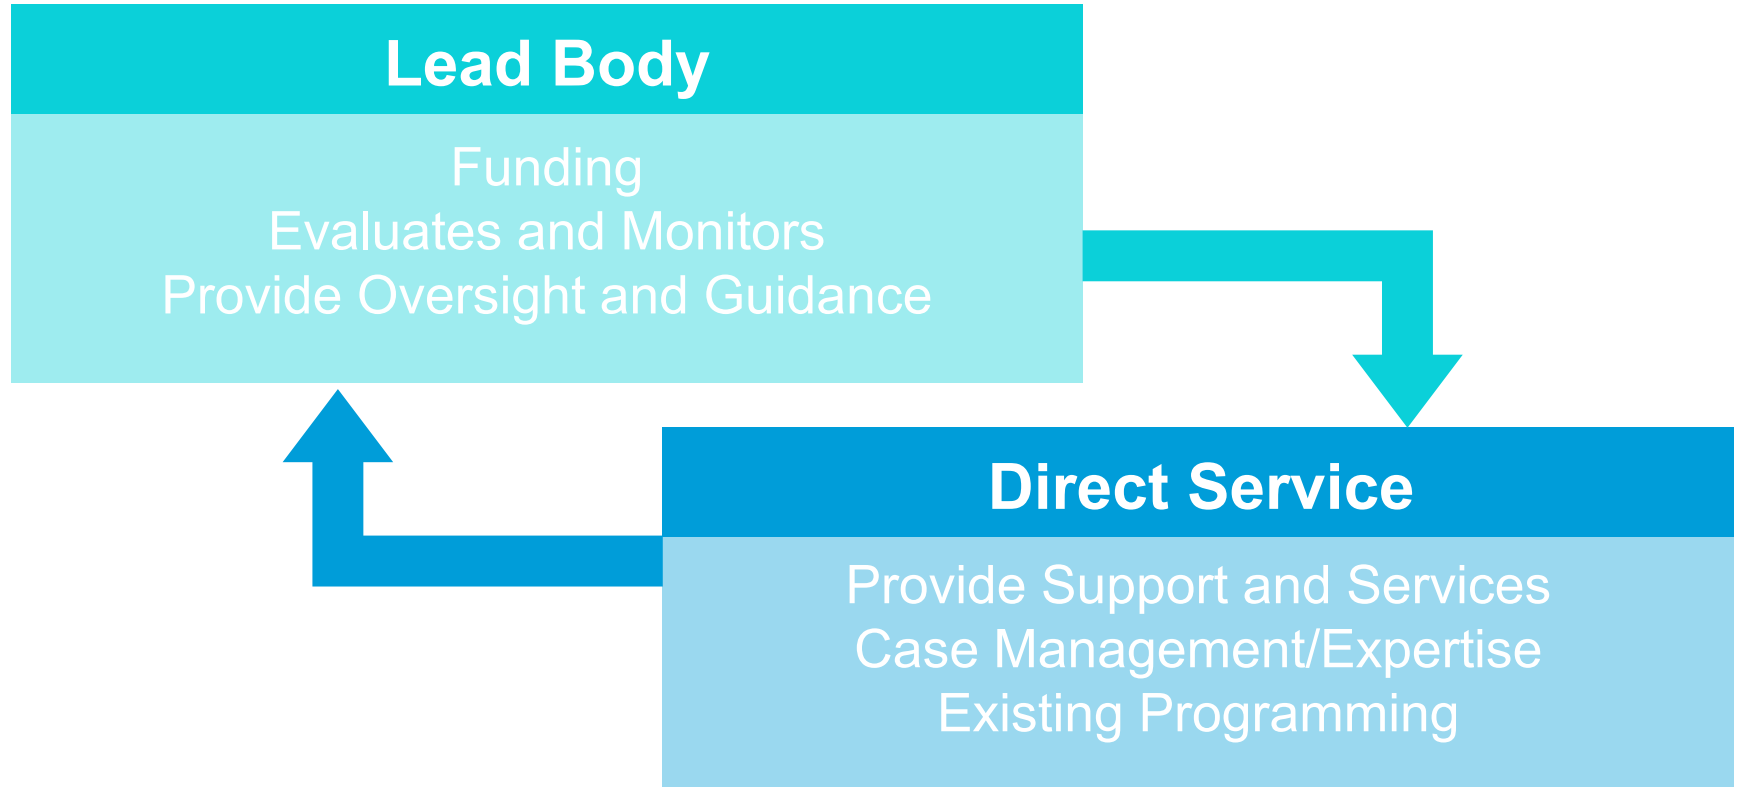 Lead Body
Funding
Evaluates and Monitors
Provide Oversight and Guidance
Direct Service
Provide Support and Services
Case Management/Expertise
Existing Programming